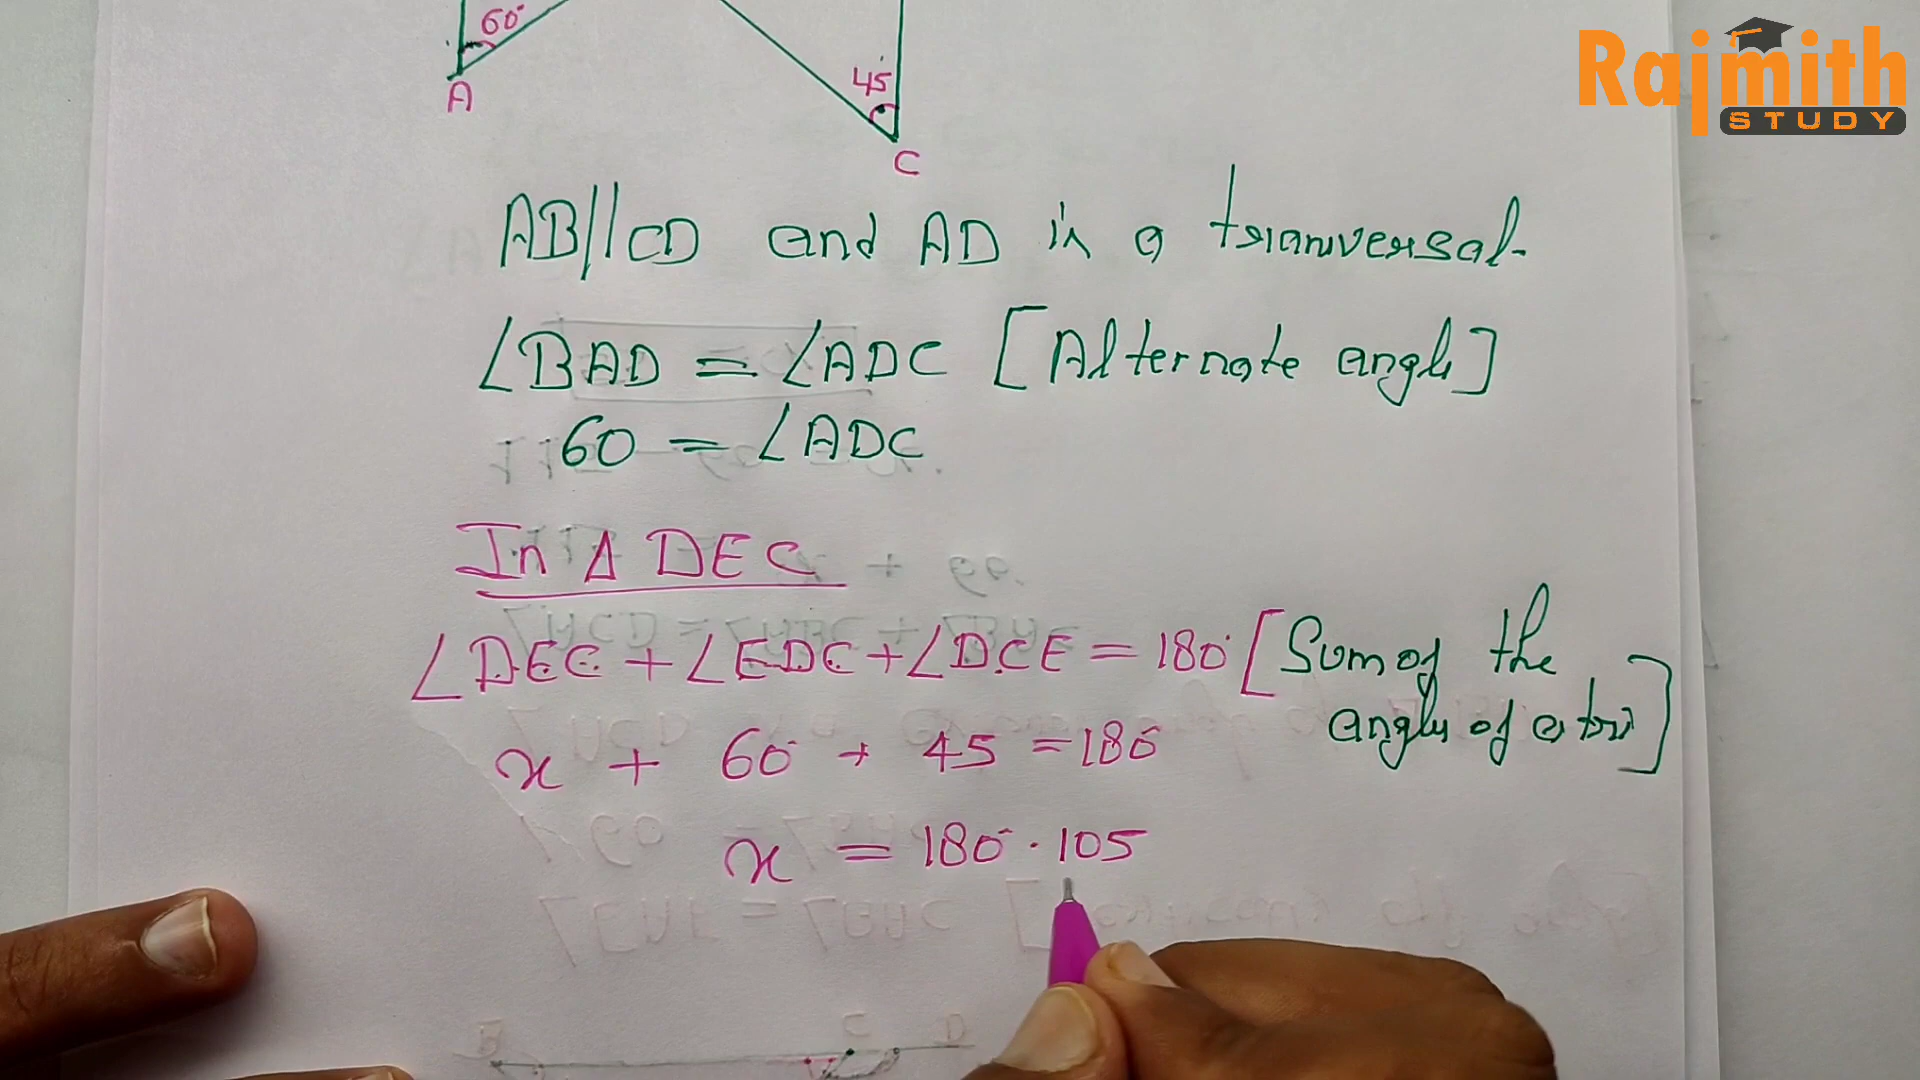 Rajmith
STUDY
60°
A
45
C
AB//CD and AD is a tranversal.
∠BAD = ∠ADC [Alternate angle]
60 = ∠ADC
In Δ DEC
∠DEC + ∠EDC + ∠DCE = 180° [Sum of the
angles of a tri]
x + 60° + 45 = 180
x = 180° - 105